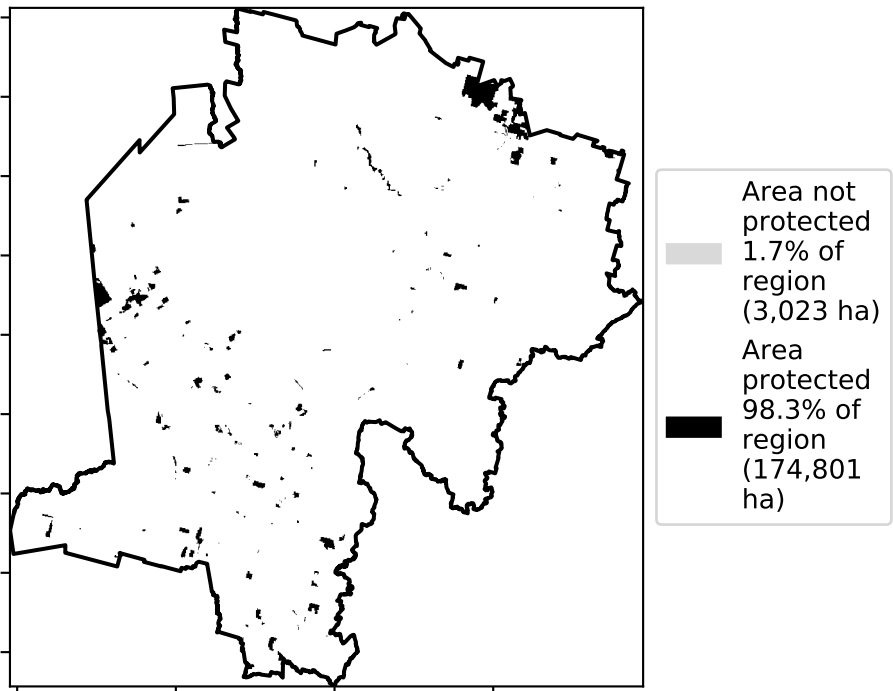 Area not
protected
1.7% of
region
(3,023 ha)
Area
protected
98.3% of
region
(174,801
ha)